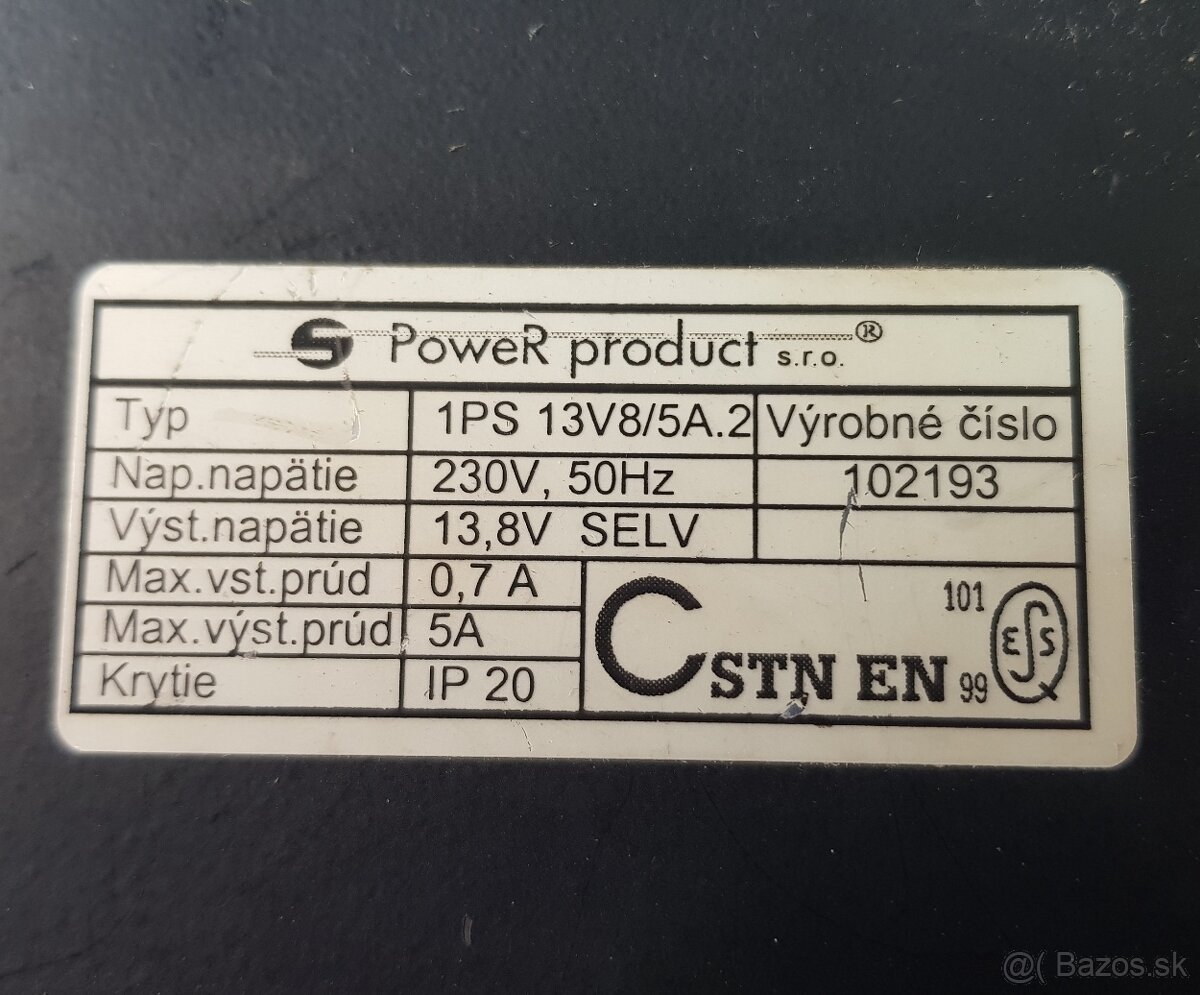 S PoweR product s.r.o. ®
Typ 1PS 13V8/5A.2 Výrobné číslo
Nap.napätie 230V, 50Hz 102193
Výst.napätie 13,8V SELV
Max.vst.prúd 0,7 A
Max.výst.prúd 5A
Krytie IP 20
C STN EN
101
ESS
99
@( Bazos.sk